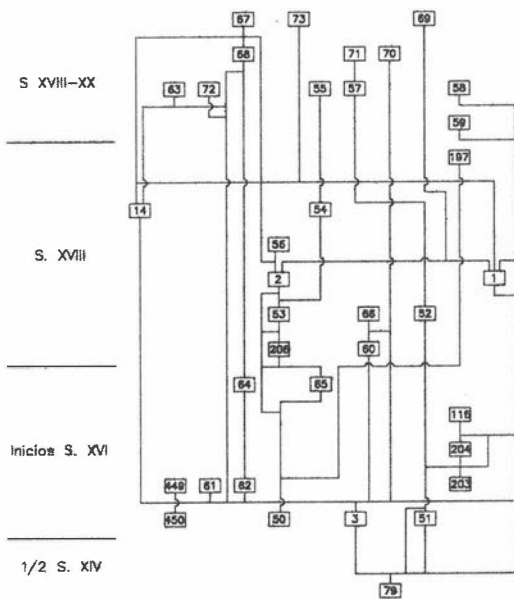 67 73 69
68 71 70
S XVIII-XX 63 72 55 57 58
59
197
14 54
S. XVIII 56
2 1
53 66 52
206 60
64 65
Inicios S. XVI 116
204
449 61 62 203
450 50 3 51
1/2 S. XIV
79